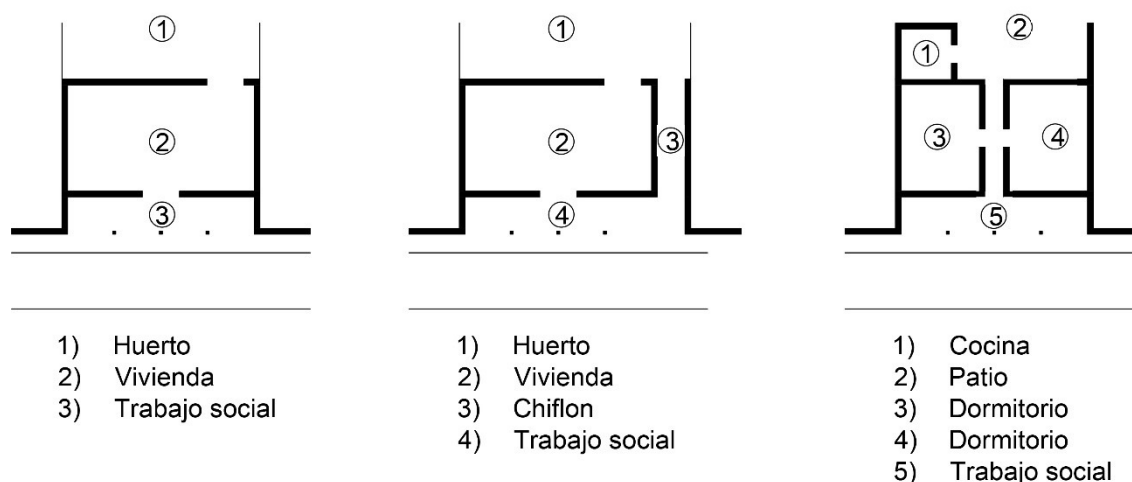 1
1
2
1
2
2
3
3
4
3
4
5
1) Huerto
2) Vivienda
3) Trabajo social
1) Huerto
2) Vivienda
3) Chiflon
4) Trabajo social
1) Cocina
2) Patio
3) Dormitorio
4) Dormitorio
5) Trabajo social